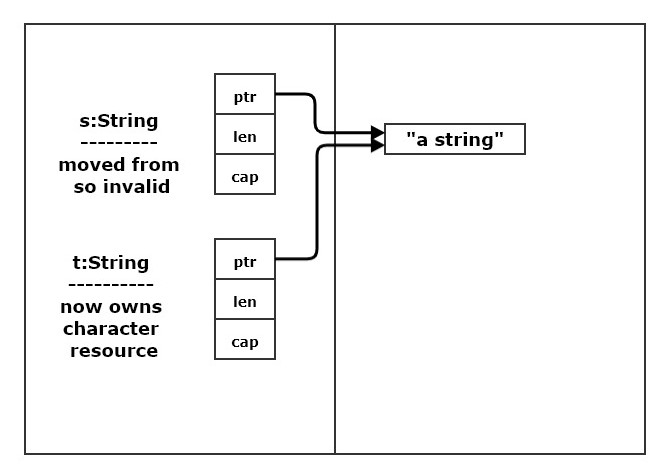 s:String
---------
moved from
so invalid
ptr
len
cap
"a string"
t:String
----------
now owns
character
resource
ptr
len
cap